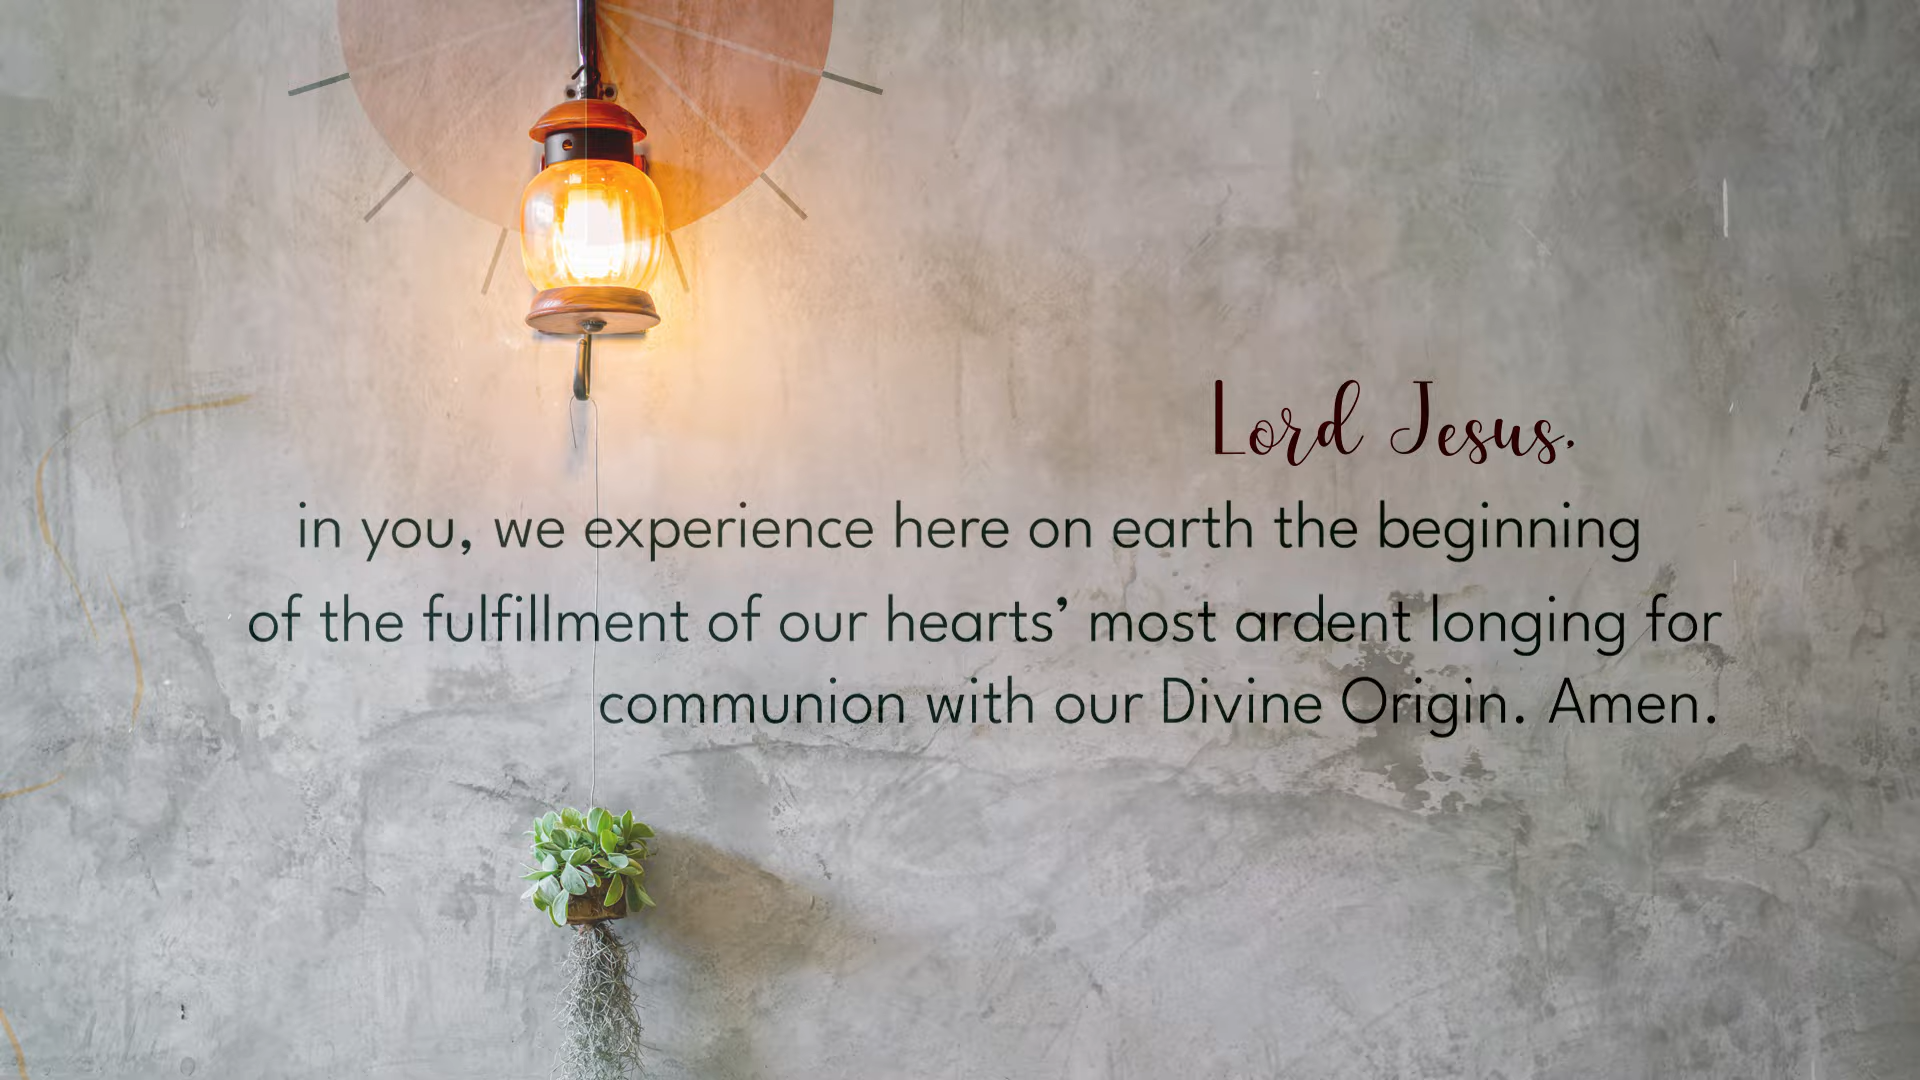 Lord Jesus,
in you, we experience here on earth the beginning
of the fulfillment of our hearts’ most ardent longing for
communion with our Divine Origin. Amen.